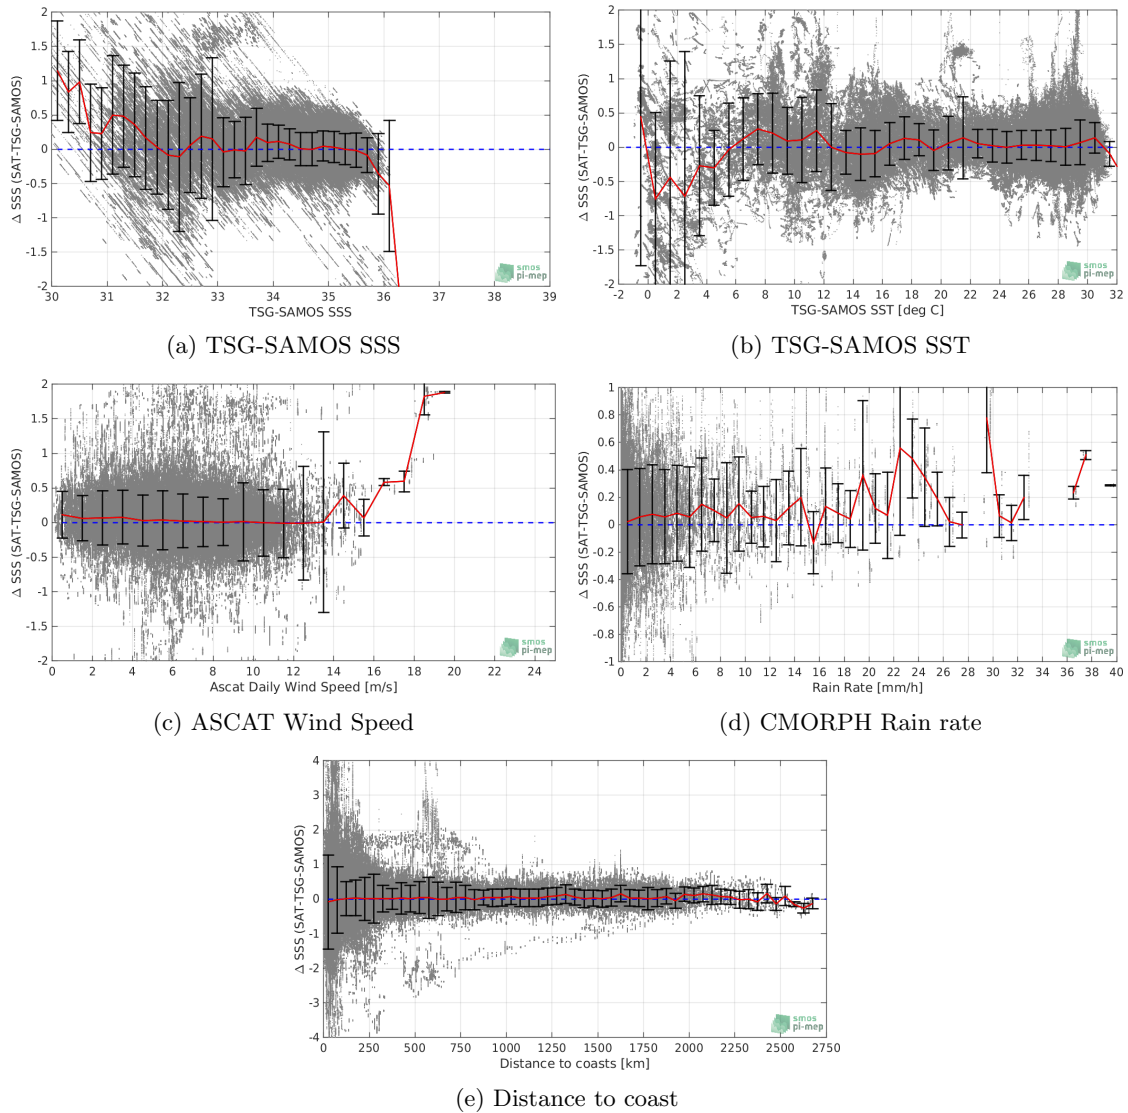 2
1.5
1
0.5
0
-0.5
-1
-1.5
-2
Δ SSS (SAT-TSG-SAMOS)
30 31 32 33 34 35 36 37 38 39
TSG-SAMOS SSS
smos
pi-mep
(a) TSG-SAMOS SSS
2
1.5
1
0.5
0
-0.5
-1
-1.5
-2
Δ SSS (SAT-TSG-SAMOS)
-2 0 2 4 6 8 10 12 14 16 18 20 22 24 26 28 30 32
TSG-SAMOS SST [deg C]
smos
pi-mep
(b) TSG-SAMOS SST
2
1.5
1
0.5
0
-0.5
-1
-1.5
-2
Δ SSS (SAT-TSG-SAMOS)
0 2 4 6 8 10 12 14 16 18 20 22 24
Ascat Daily Wind Speed [m/s]
smos
pi-mep
(c) ASCAT Wind Speed
1
0.8
0.6
0.4
0.2
0
-0.2
-0.4
-0.6
-0.8
-1
Δ SSS (SAT-TSG-SAMOS)
0 2 4 6 8 10 12 14 16 18 20 22 24 26 28 30 32 34 36 38 40
Rain Rate [mm/h]
smos
pi-mep
(d) CMORPH Rain rate
4
3
2
1
0
-1
-2
-3
-4
Δ SSS (SAT-TSG-SAMOS)
0 250 500 750 1000 1250 1500 1750 2000 2250 2500 2750
Distance to coasts [km]
smos
pi-mep
(e) Distance to coast